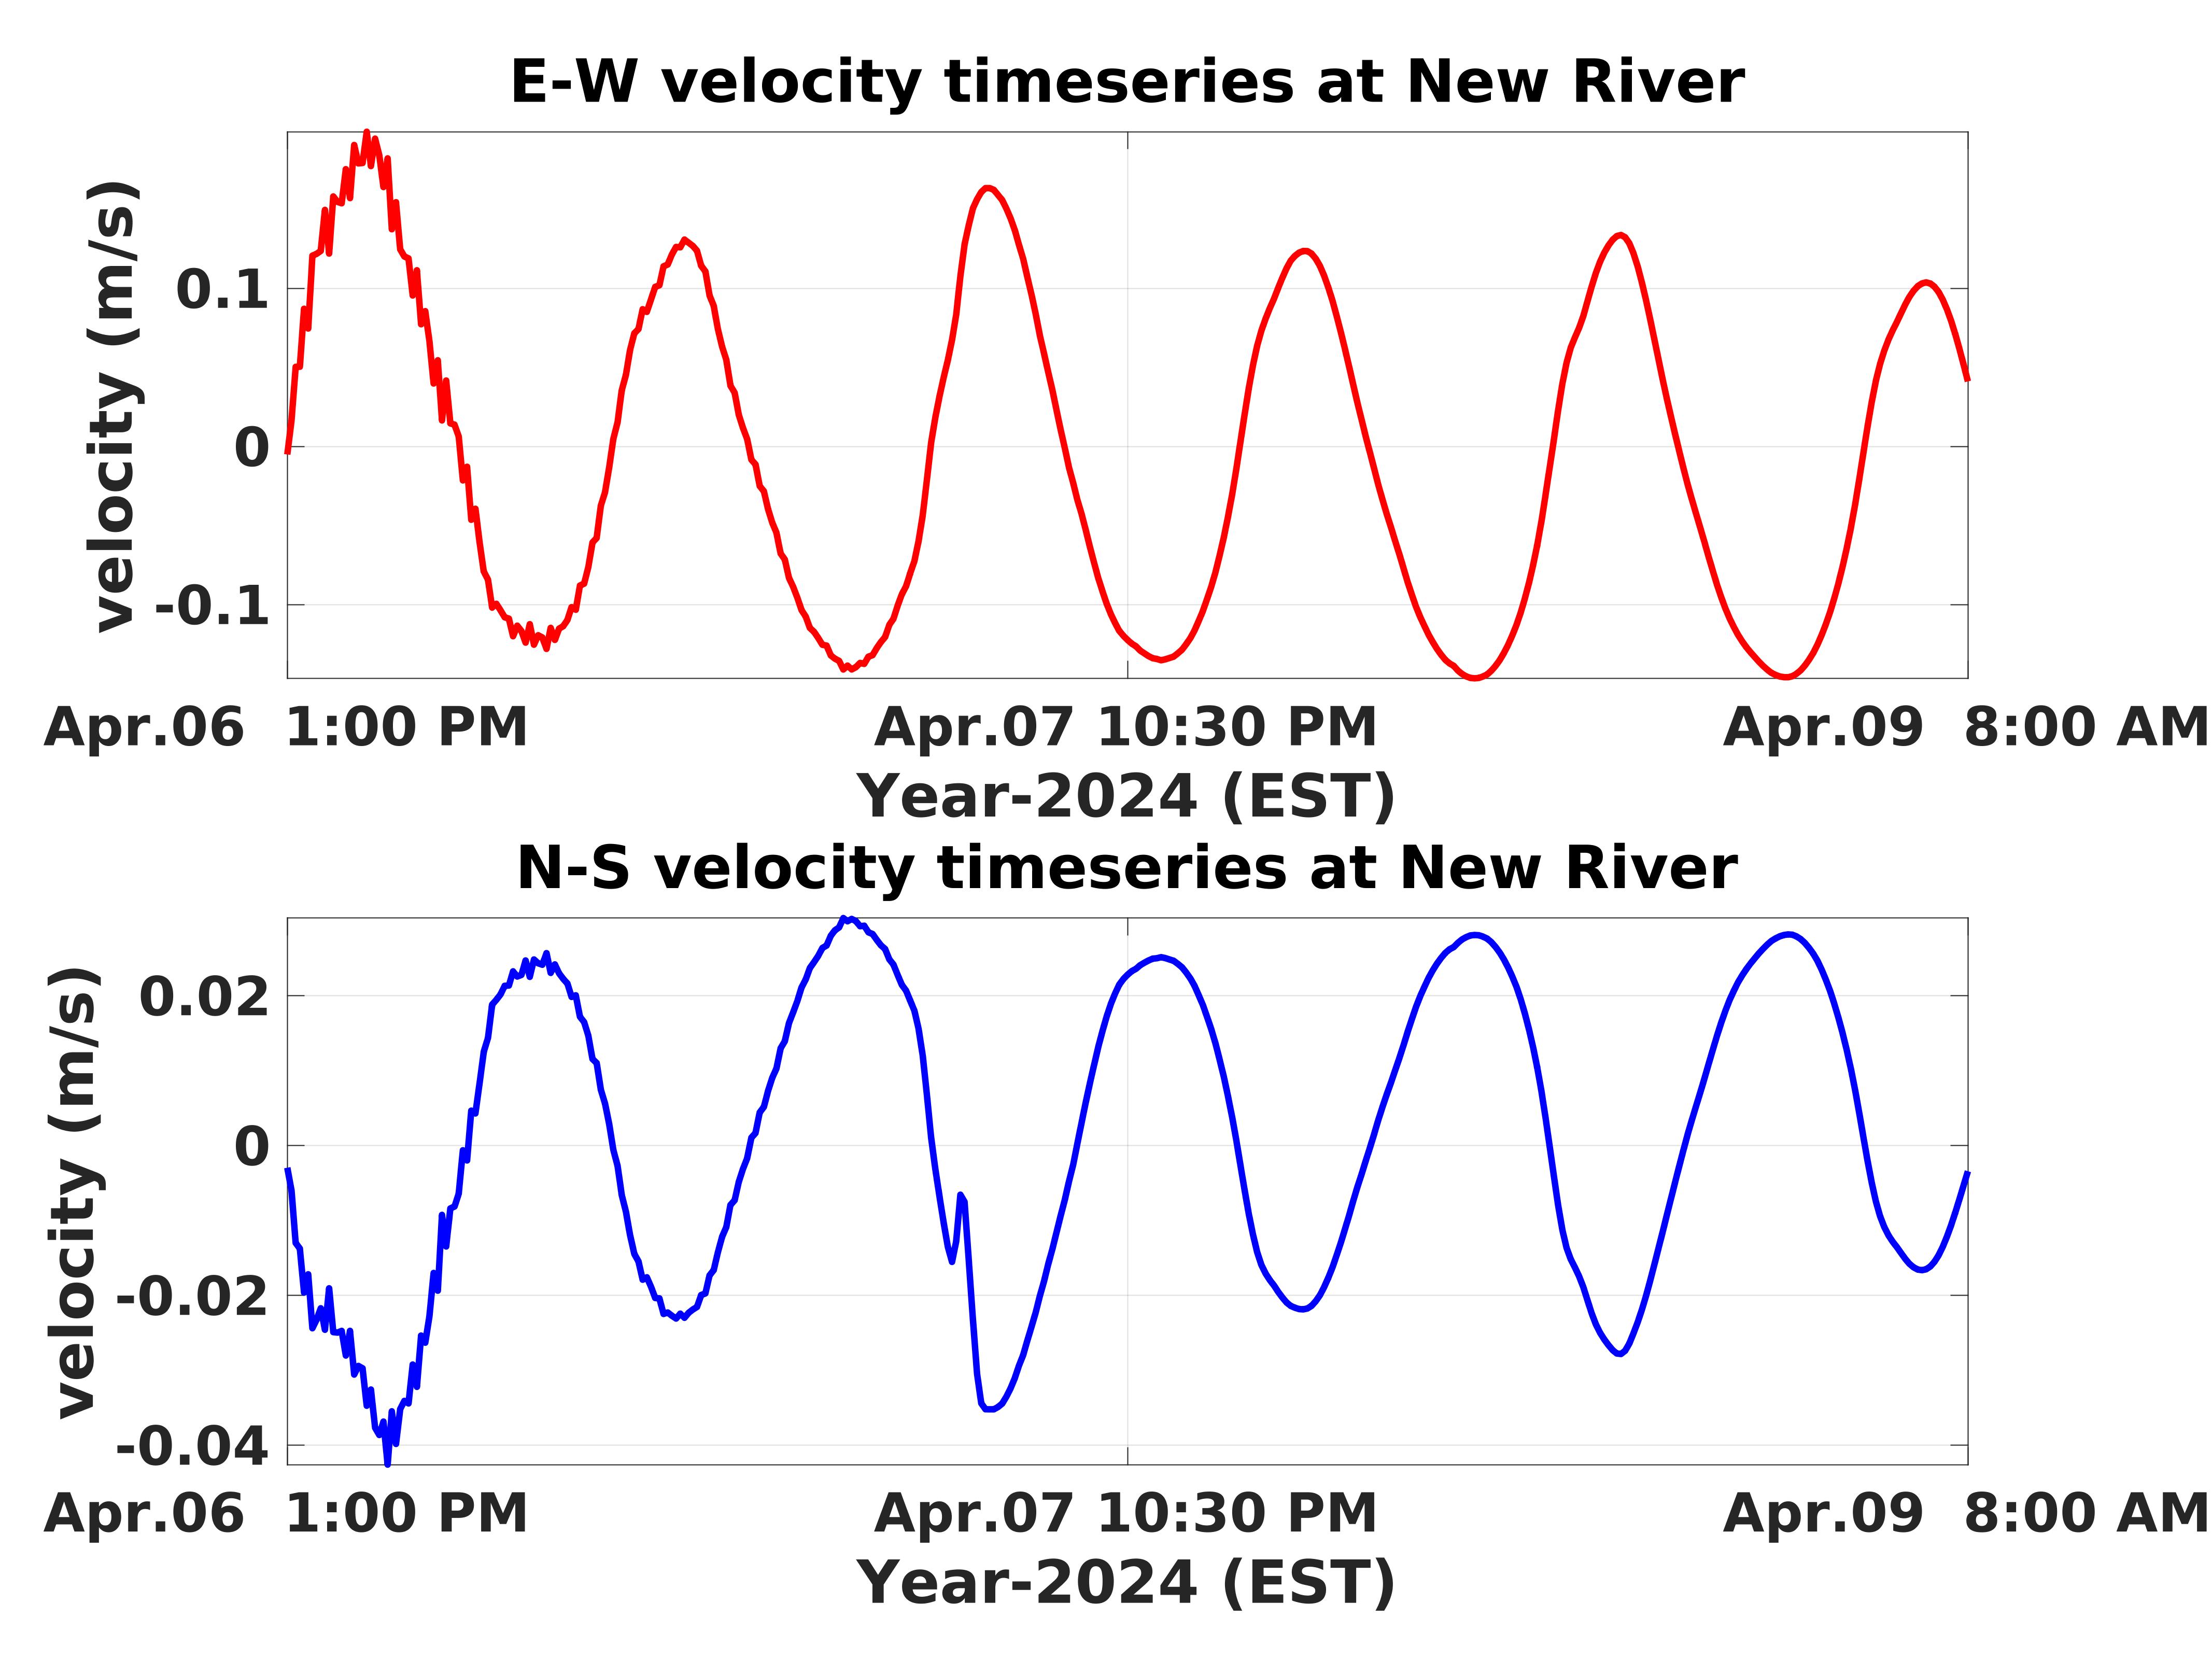 E-W velocity timeseries at New River
velocity (m/s)
0.1
0
-0.1
Apr.06  1:00 PM
Apr.07 10:30 PM
Apr.09  8:00 AM
Year-2024 (EST)
N-S velocity timeseries at New River
velocity (m/s)
0.02
0
-0.02
-0.04
Apr.06  1:00 PM
Apr.07 10:30 PM
Apr.09  8:00 AM
Year-2024 (EST)